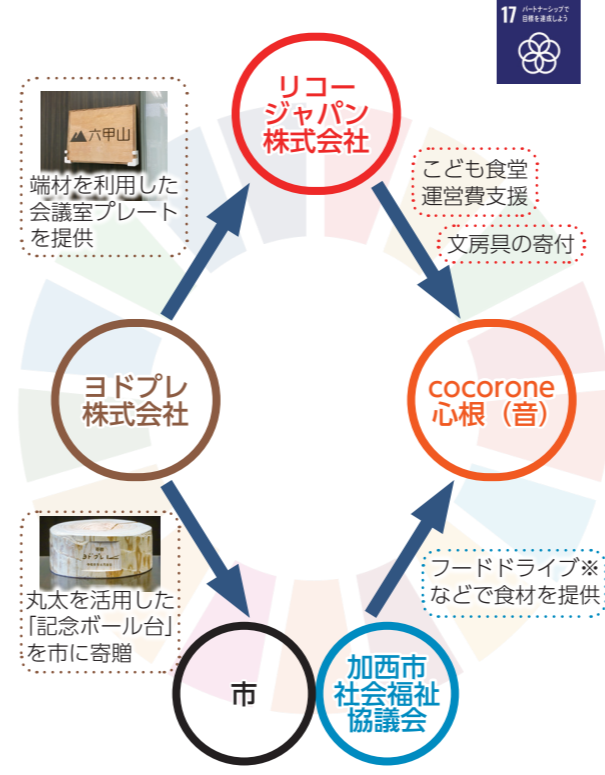 17 パートナーシップで
目標を達成しよう
リコー
ジャパン
株式会社
六甲山
端材を利用した
会議室プレート
を提供
こども食堂
運営費支援
文房具の寄付
ヨドプレ
株式会社
cocorone
心根（音）
丸太を活用した
「記念ボール台」
を市に寄贈
フードドライブ※
などで食材を提供
市
加西市
社会福祉
協議会